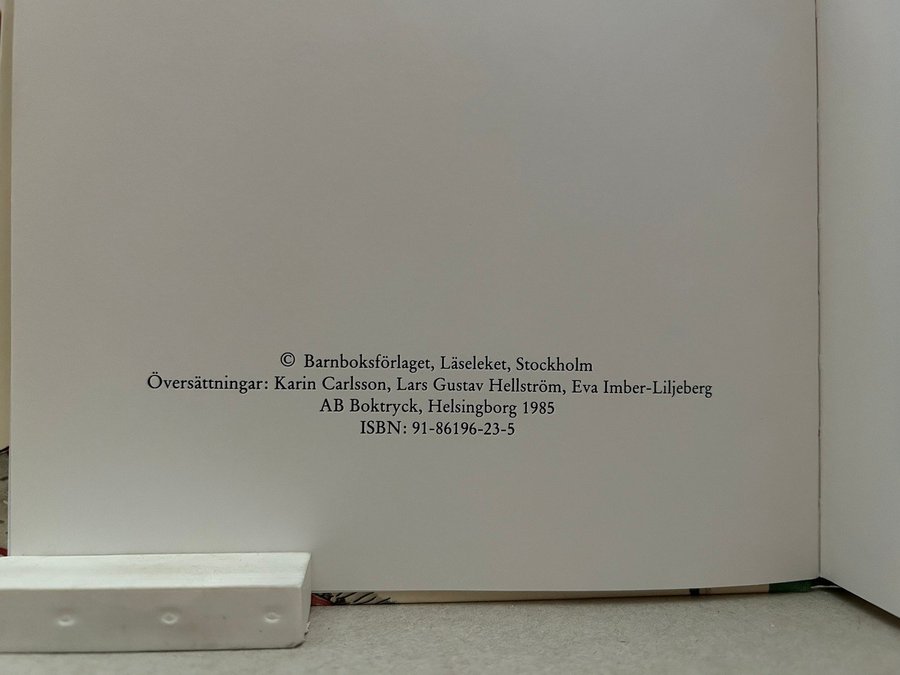 © Barnboksförlaget, Läseleket, Stockholm
Översättningar: Karin Carlsson, Lars Gustav Hellström, Eva Imber-Liljeberg
AB Boktryck, Helsingborg 1985
ISBN: 91-86196-23-5